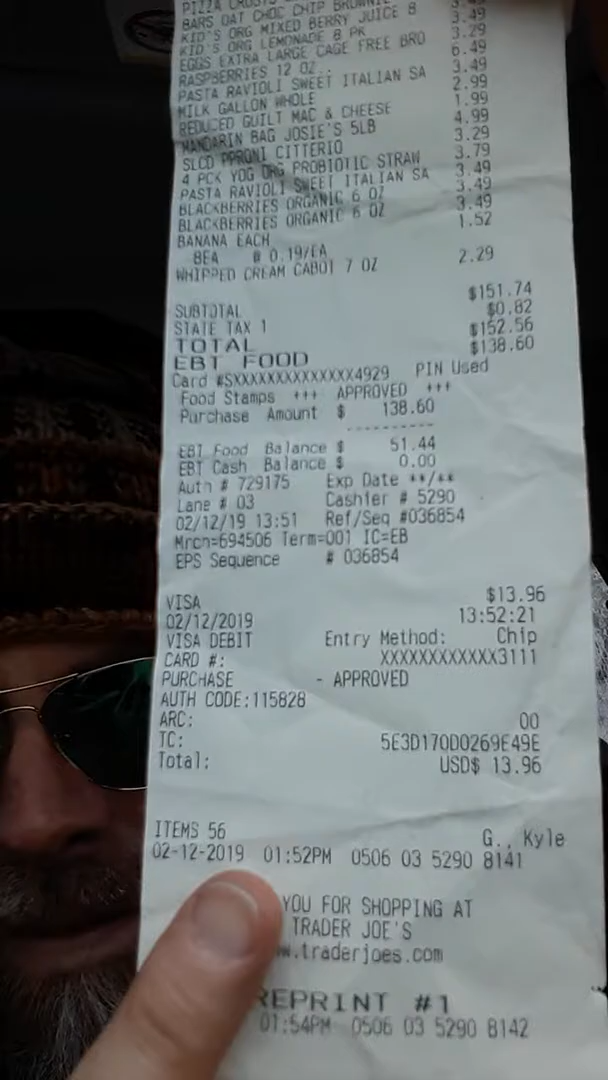 PIZZA CRUSTS
BARS OAT CHOC CHIP BROWNIE 3.49
KID'S ORG MIXED BERRY JUICE 8 3.49
KID'S ORG LEMONADE 8 PK 3.29
EGGS EXTRA LARGE CAGE FREE BRO 6.49
RASPBERRIES 12 OZ 3.49
PASTA RAVIOLI SWEET ITALIAN SA 2.99
MILK GALLON WHOLE 1.99
REDUCED GUILT MAC & CHEESE 4.99
MANDARIN BAG JOSIE'S 5LB 3.29
SLCD PPRONI CITTERIO 3.79
4 PCK YOG ORG PROBIOTIC STRAW 3.49
PASTA RAVIOLI SWEET ITALIAN SA 3.49
BLACKBERRIES ORGANIC 6 OZ 3.49
BLACKBERRIES ORGANIC 6 OZ 1.52
BANANA EACH
8EA @ 0.19/EA 2.29
WHIPPED CREAM CABOT 7 OZ
SUBTOTAL $151.74
STATE TAX 1 $0.82
TOTAL $152.56
EBT FOOD $138.60
Card #SXXXXXXXXXXXXXX4929 PIN Used
Food Stamps +++ APPROVED +++
Purchase Amount $ 138.60
----------
EBT Food Balance $ 51.44
EBT Cash Balance $ 0.00
Auth # 729175 Exp Date **/**
Lane # 03 Cashier # 5290
02/12/19 13:51 Ref/Seq #036854
Mrch=694506 Term=001 IC=EB
EPS Sequence # 036854
VISA $13.96
02/12/2019 13:52:21
VISA DEBIT Entry Method: Chip
CARD #: XXXXXXXXXXXX3111
PURCHASE - APPROVED
AUTH CODE:115828
ARC: 00
TC: 5E3D170D0269E49E
Total: USD$ 13.96
ITEMS 56 G., Kyle
02-12-2019 01:52PM 0506 03 5290 8141
YOU FOR SHOPPING AT
TRADER JOE'S
w.traderjoes.com
REPRINT #1
01:54PM 0506 03 5290 8142